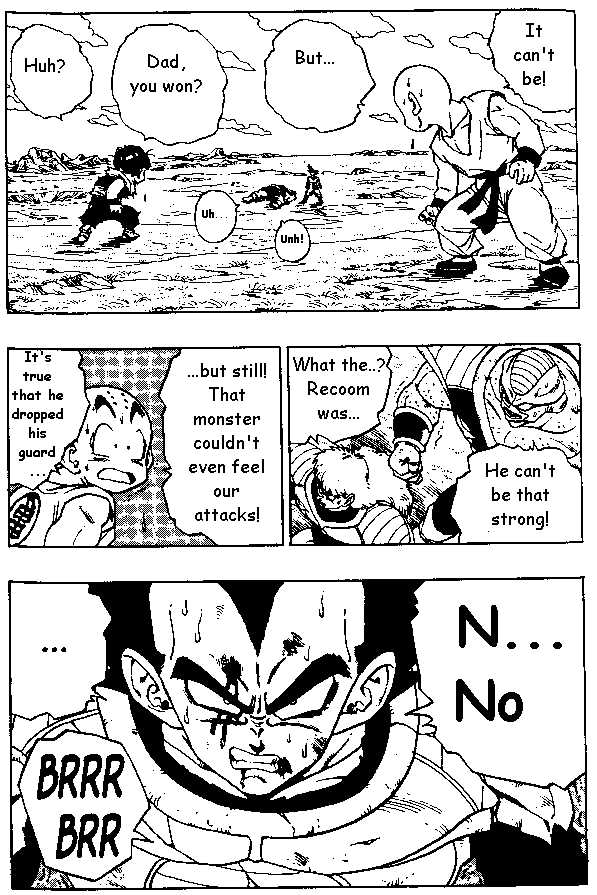 Huh?
Dad,
you won?
But...
It
can't
be!
Uh
Unh!
It's
true
that he
dropped
his
guard
...
...but still!
That
monster
couldn't
even feel
our
attacks!
What the..?
Recoom
was...
He can't
be that
strong!
...
N...
No
BRRR
BRR